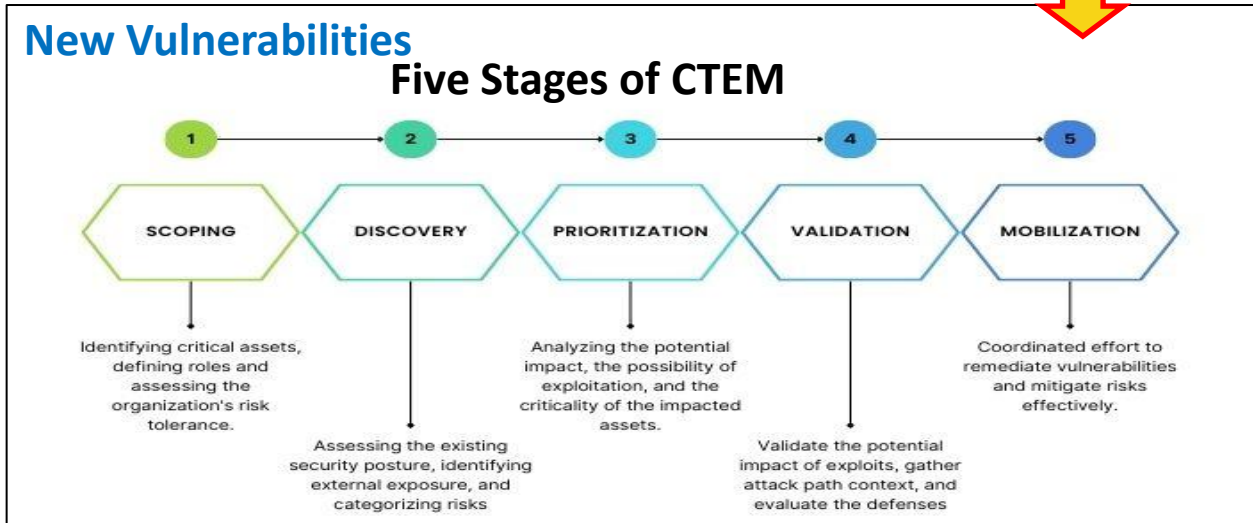 New Vulnerabilities
Five Stages of CTEM
1
2
3
4
5
SCOPING
DISCOVERY
PRIORITIZATION
VALIDATION
MOBILIZATION
Identifying critical assets,
defining roles and
assessing the
organization's risk
tolerance.
Assessing the existing
security posture, identifying
external exposure, and
categorizing risks
Analyzing the potential
impact, the possibility of
exploitation, and the
criticality of the impacted
assets.
Validate the potential
impact of exploits, gather
attack path context, and
evaluate the defenses
Coordinated effort to
remediate vulnerabilities
and mitigate risks
effectively.